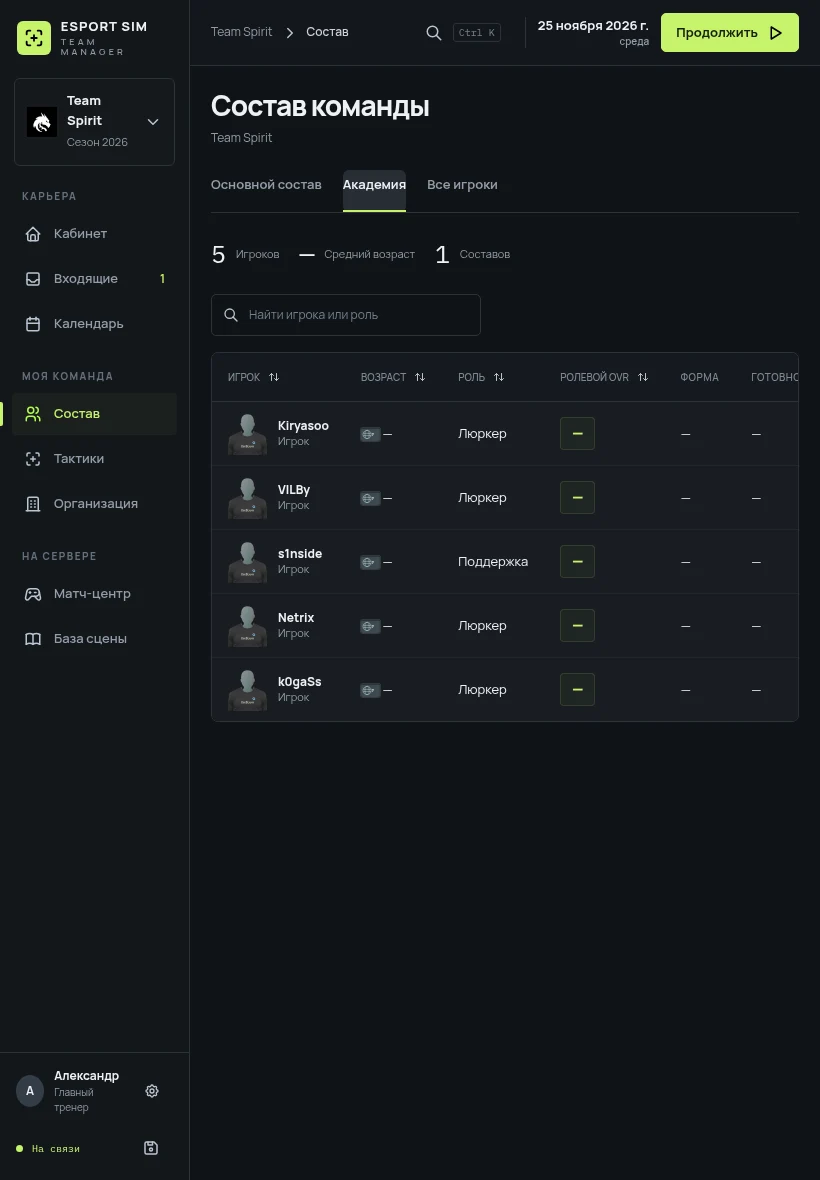 ESPORT SIM
TEAM
MANAGER
Team
Spirit
Сезон 2026
КАРЬЕРА
Кабинет
Входящие 1
Календарь
МОЯ КОМАНДА
Состав
Тактики
Организация
НА СЕРВЕРЕ
Матч-центр
База сцены
А
Александр
Главный
тренер
На связи
Team Spirit > Состав
Ctrl K
25 ноября 2026 г.
среда
Продолжить
Состав команды
Team Spirit
Основной состав Академия Все игроки
5 Игроков — Средний возраст 1 Составов
Найти игрока или роль
ИГРОК ВОЗРАСТ РОЛЬ РОЛЕВОЙ OVR ФОРМА ГОТОВНО
Kiryasoo
Игрок
— Люркер — — —
VILBy
Игрок
— Люркер — — —
s1nside
Игрок
— Поддержка — — —
Netrix
Игрок
— Люркер — — —
k0gaSs
Игрок
— Люркер — — —